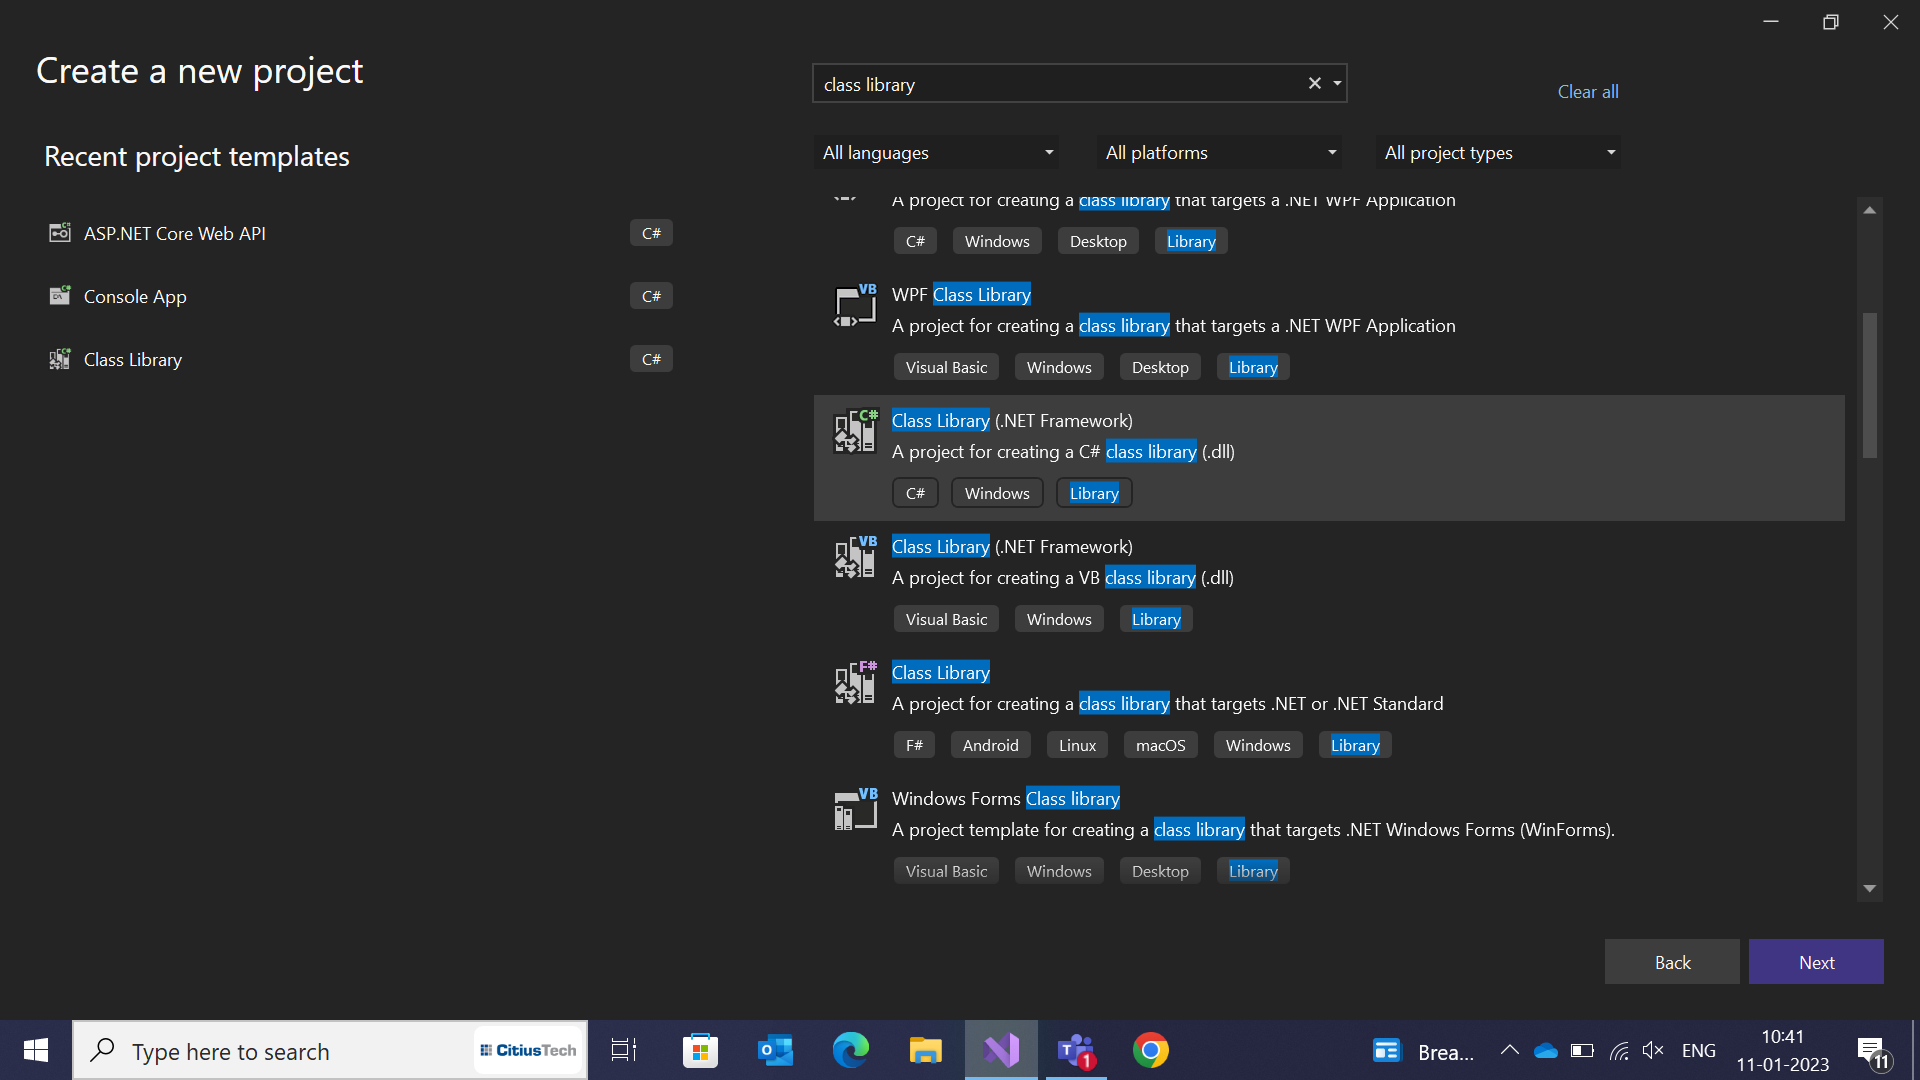 Create a new project
class library
Clear all
All languages
All platforms
All project types
Recent project templates
ASP.NET Core Web API
C#
Console App
C#
Class Library
C#
A project for creating a class library that targets a .NET WPF Application
C# Windows Desktop Library
VB
WPF Class Library
A project for creating a class library that targets a .NET WPF Application
Visual Basic Windows Desktop Library
C#
Class Library (.NET Framework)
A project for creating a C# class library (.dll)
C# Windows Library
VB
Class Library (.NET Framework)
A project for creating a VB class library (.dll)
Visual Basic Windows Library
F#
Class Library
A project for creating a class library that targets .NET or .NET Standard
F# Android Linux macOS Windows Library
VB
Windows Forms Class library
A project template for creating a class library that targets .NET Windows Forms (WinForms).
Visual Basic Windows Desktop Library
Back
Next
Type here to search
CitiusTech
1
Brea...
ENG
10:41
11-01-2023
11